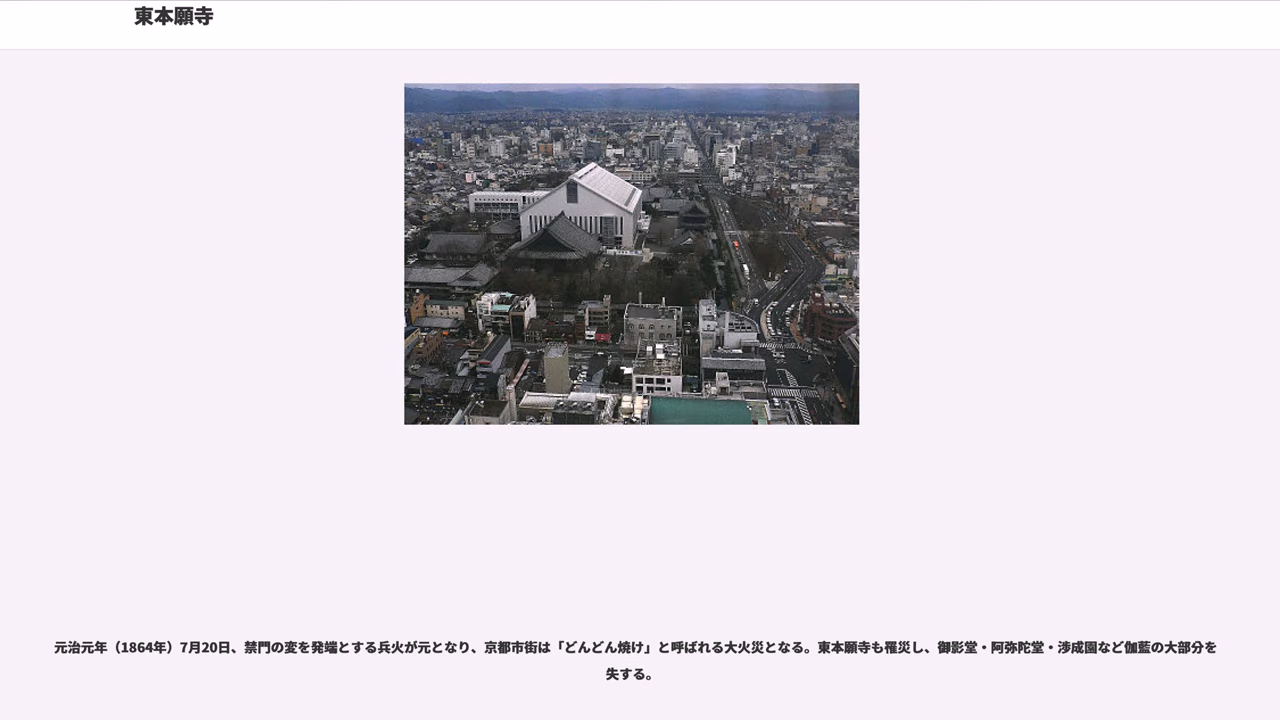 東本願寺
元治元年（1864年）7月20日、禁門の変を発端とする兵火が元となり、京都市街は「どんどん焼け」と呼ばれる大火災となる。東本願寺も罹災し、御影堂・阿弥陀堂・渉成園など伽藍の大部分を
失する。